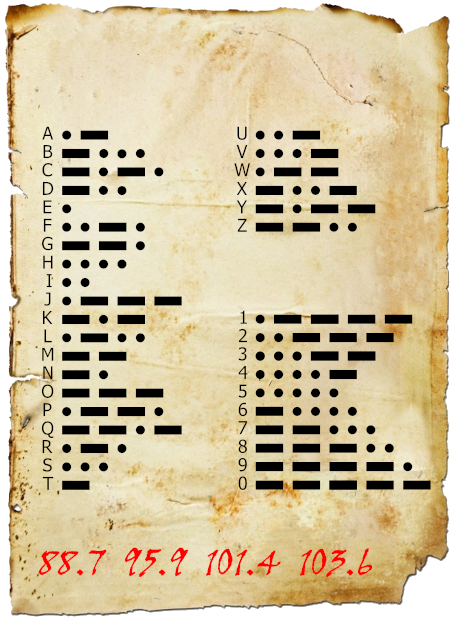 A • –
B – • • •
C – • – •
D – • •
E •
F • • – •
G – – •
H • • • •
I • •
J • – – –
K – • –
L • – • •
M – –
N – •
O – – –
P • – – •
Q – – • –
R • – •
S • • •
T –
U • • –
V • • • –
W • – –
X – • • –
Y – • – –
Z – – • •
1 • – – – –
2 • • – – –
3 • • • – –
4 • • • • –
5 • • • • •
6 – • • • •
7 – – • • •
8 – – – • •
9 – – – – •
0 – – – – –
88.7 95.9 101.4 103.6